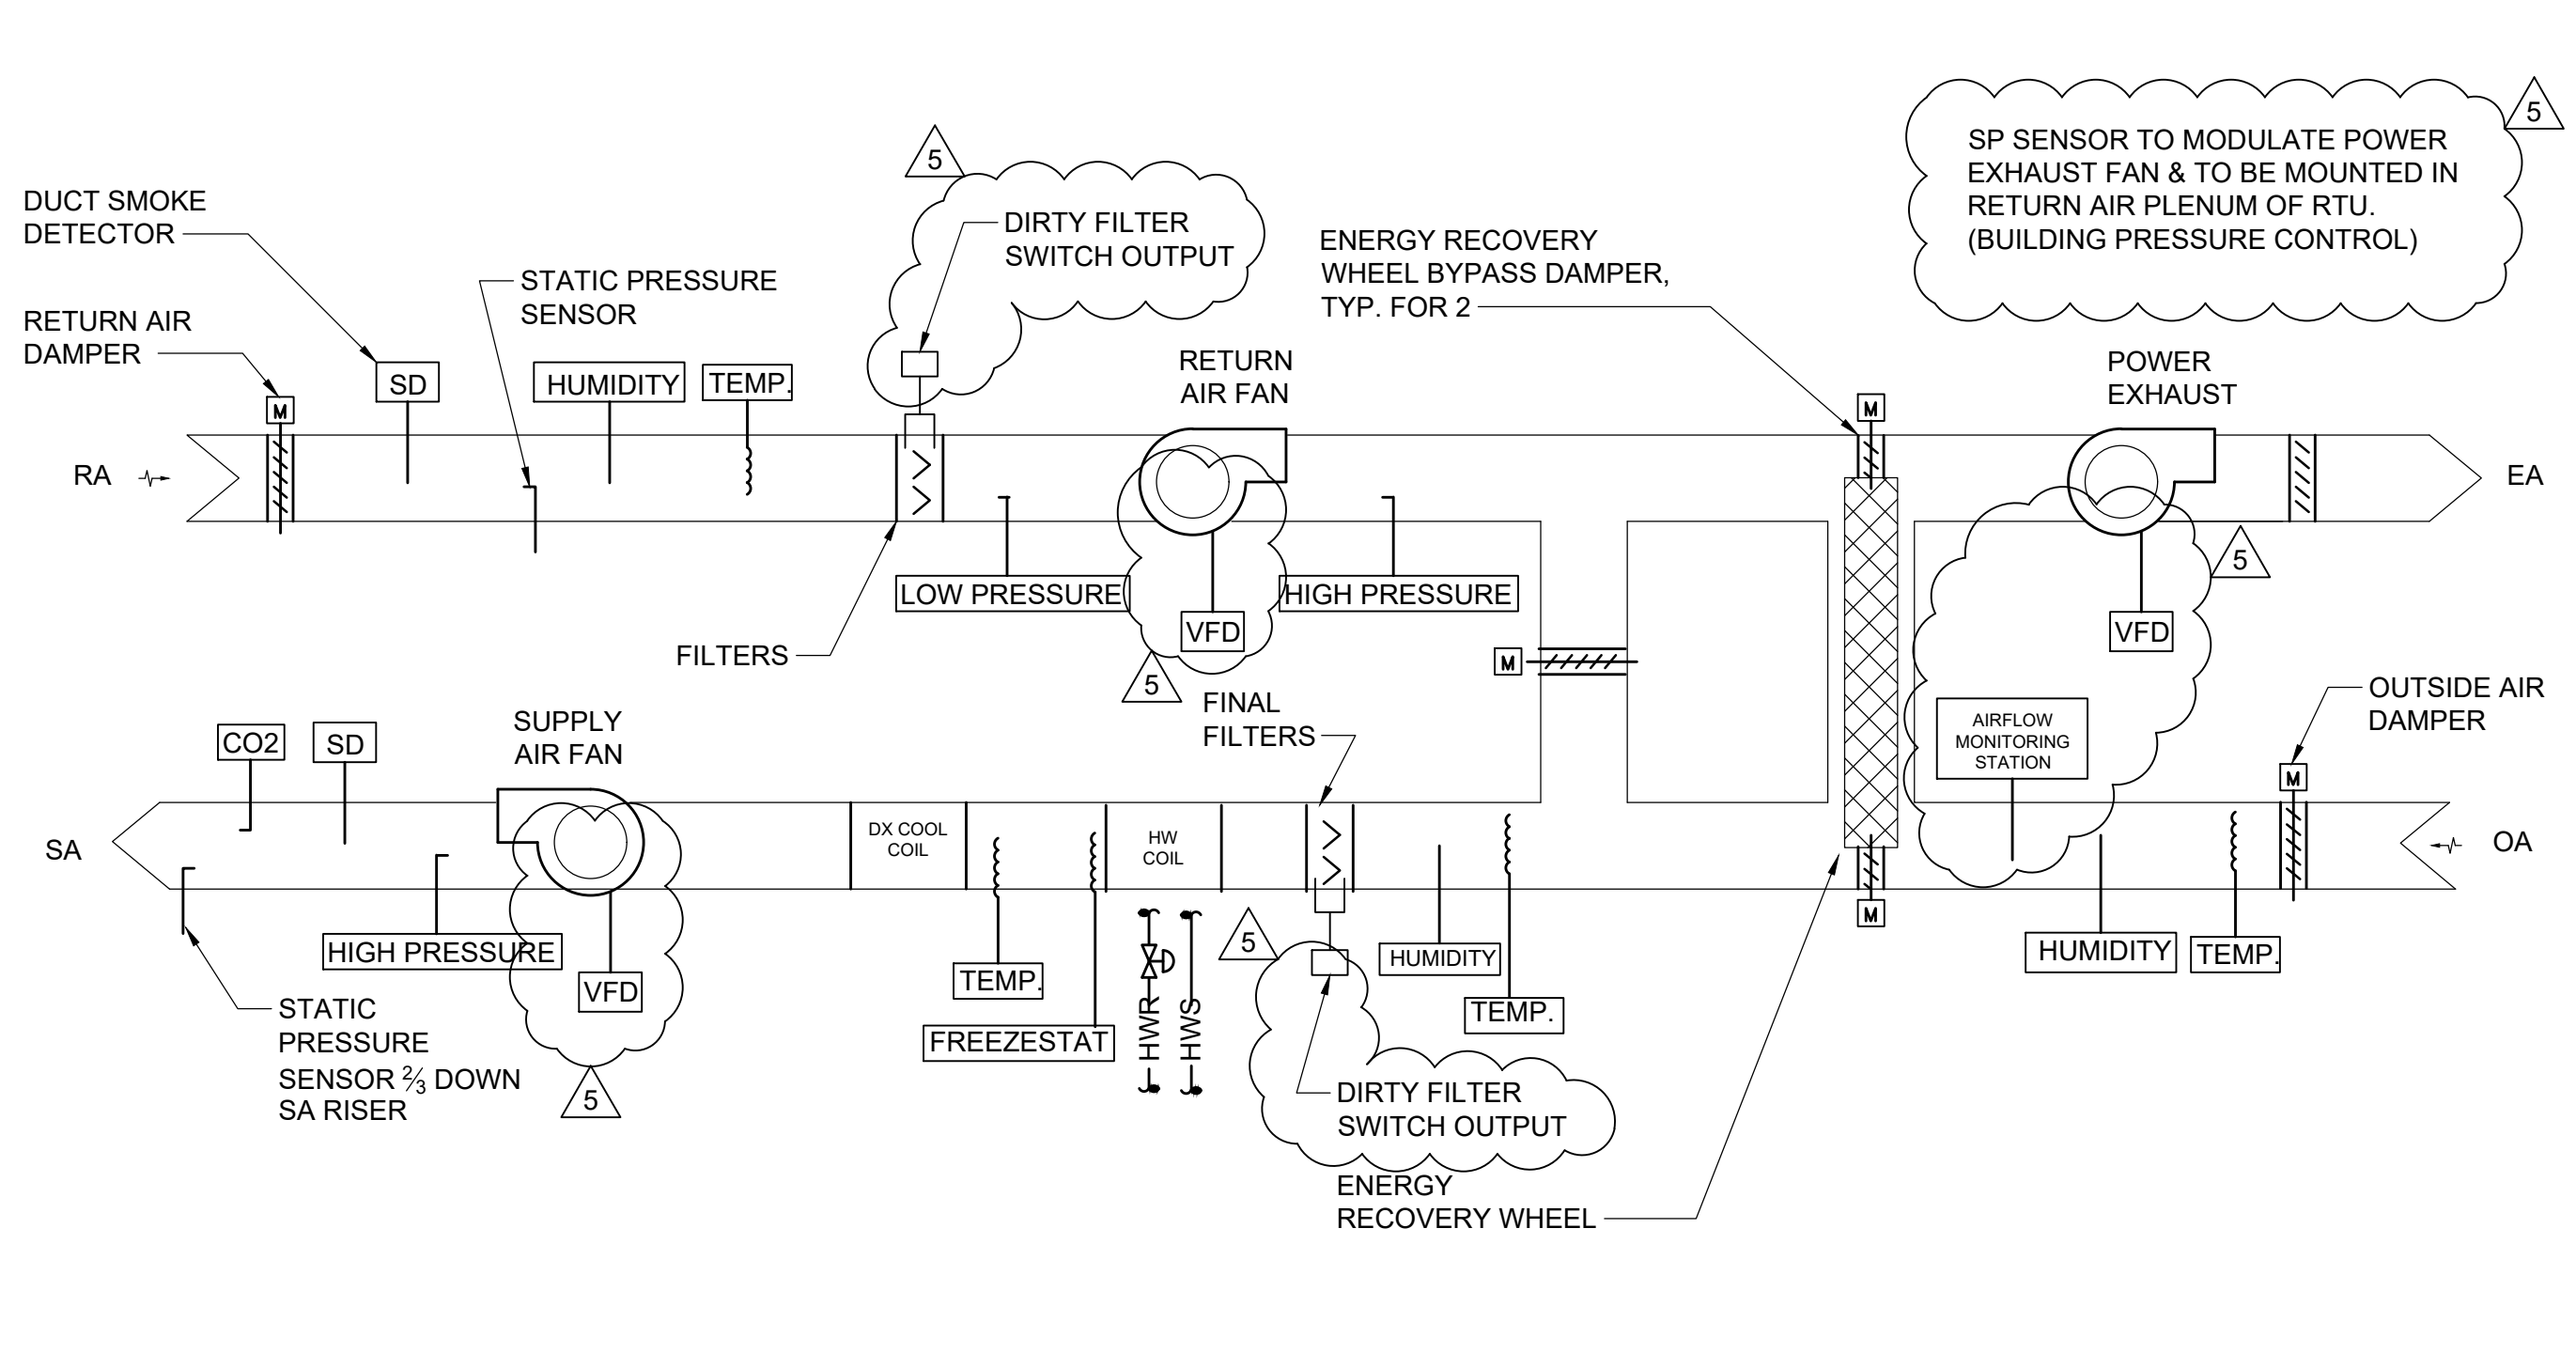 5
SP SENSOR TO MODULATE POWER
EXHAUST FAN & TO BE MOUNTED IN
RETURN AIR PLENUM OF RTU.
(BUILDING PRESSURE CONTROL)
5
DIRTY FILTER
SWITCH OUTPUT
DUCT SMOKE
DETECTOR
STATIC PRESSURE
SENSOR
ENERGY RECOVERY
WHEEL BYPASS DAMPER,
TYP. FOR 2
RETURN AIR
DAMPER
RETURN
AIR FAN
POWER
EXHAUST
M
SD
HUMIDITY
TEMP.
M
RA
EA
LOW PRESSURE
VFD
HIGH PRESSURE
5
VFD
FILTERS
M
5
FINAL
FILTERS
OUTSIDE AIR
DAMPER
AIRFLOW
MONITORING
STATION
CO2
SD
SUPPLY
AIR FAN
M
SA
DX COOL
COIL
HW
COIL
OA
M
HIGH PRESSURE
VFD
TEMP.
FREEZESTAT
HWR
HWS
5
HUMIDITY
TEMP.
HUMIDITY
TEMP.
STATIC
PRESSURE
SENSOR ⅔ DOWN
SA RISER
5
DIRTY FILTER
SWITCH OUTPUT
ENERGY
RECOVERY WHEEL